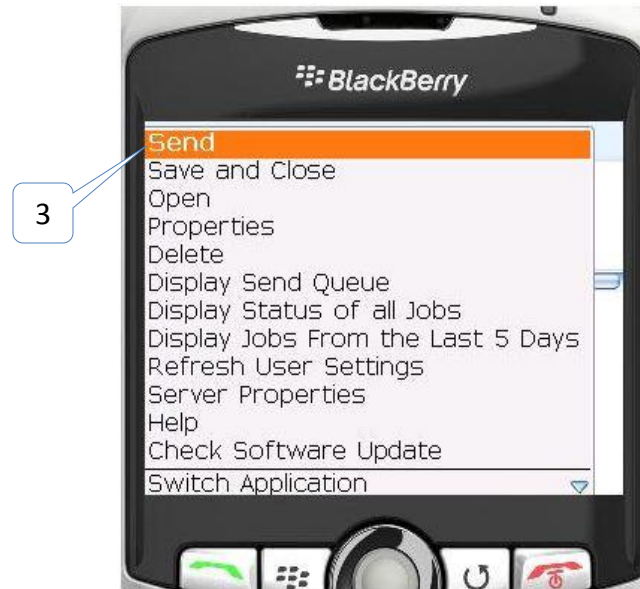 BlackBerry
Send
3
Save and Close
Open
Properties
Delete
Display Send Queue
Display Status of all Jobs
Display Jobs From the Last 5 Days
Refresh User Settings
Server Properties
Help
Check Software Update
Switch Application